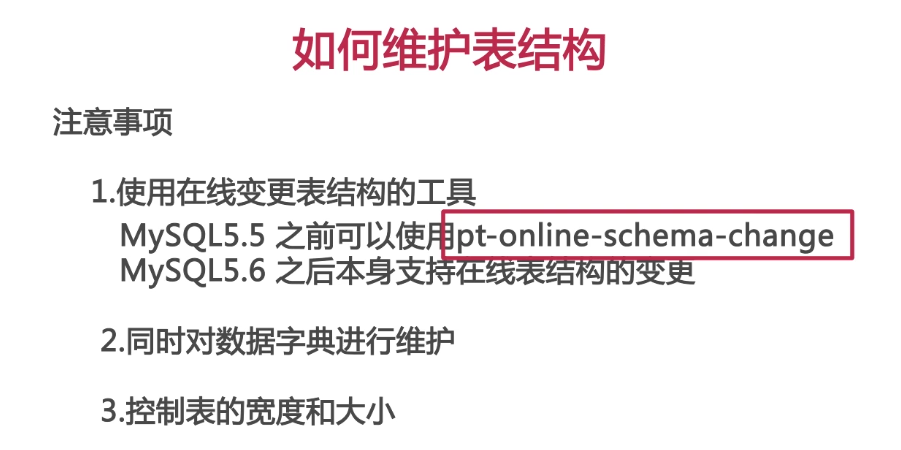 如何维护表结构
注意事项
1.使用在线变更表结构的工具
MySQL5.5 之前可以使用pt-online-schema-change
MySQL5.6 之后本身支持在线表结构的变更
2.同时对数据字典进行维护
3.控制表的宽度和大小